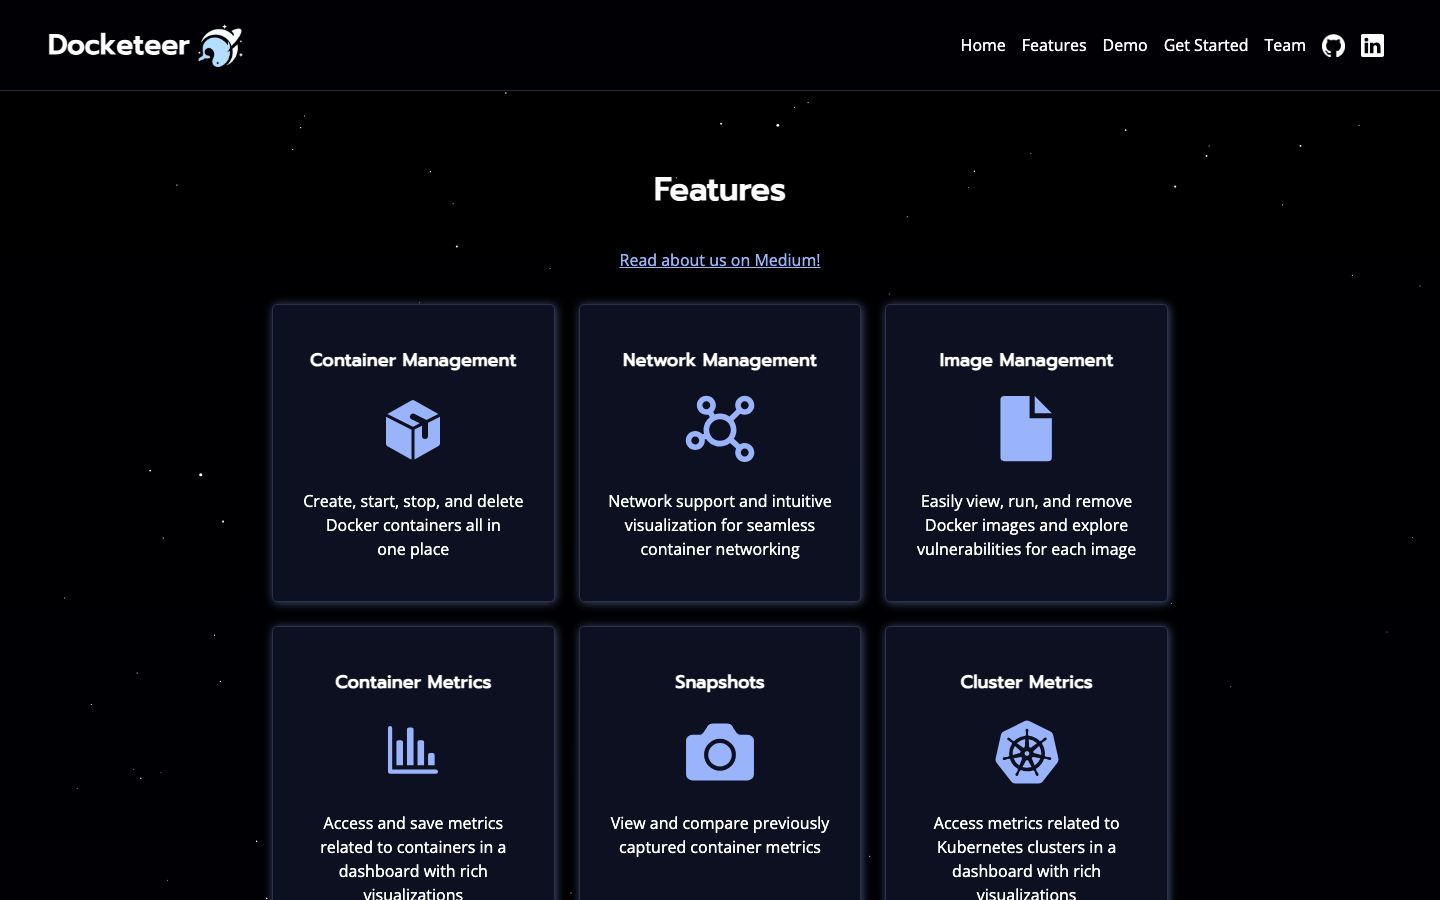 Docketeer
Home Features Demo Get Started Team
Features
Read about us on Medium!
Container Management
Create, start, stop, and delete
Docker containers all in
one place
Network Management
Network support and intuitive
visualization for seamless
container networking
Image Management
Easily view, run, and remove
Docker images and explore
vulnerabilities for each image
Container Metrics
Access and save metrics
related to containers in a
dashboard with rich
visualizations
Snapshots
View and compare previously
captured container metrics
Cluster Metrics
Access metrics related to
Kubernetes clusters in a
dashboard with rich
visualizations